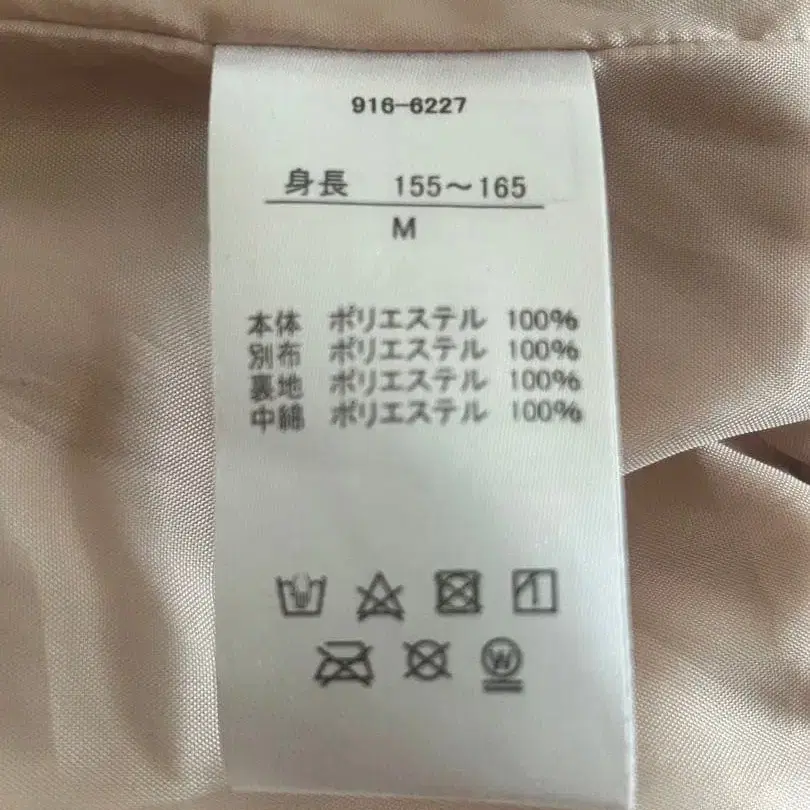 916-6227
身長 155～165
M
本体 ポリエステル 100%
別布 ポリエステル 100%
裏地 ポリエステル 100%
中綿 ポリエステル 100%
W